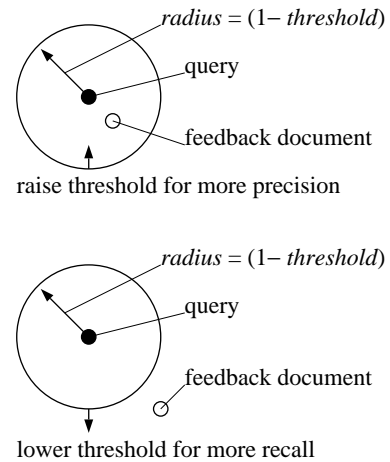 radius = (1− threshold)
query
feedback document
raise threshold for more precision
radius = (1− threshold)
query
feedback document
lower threshold for more recall